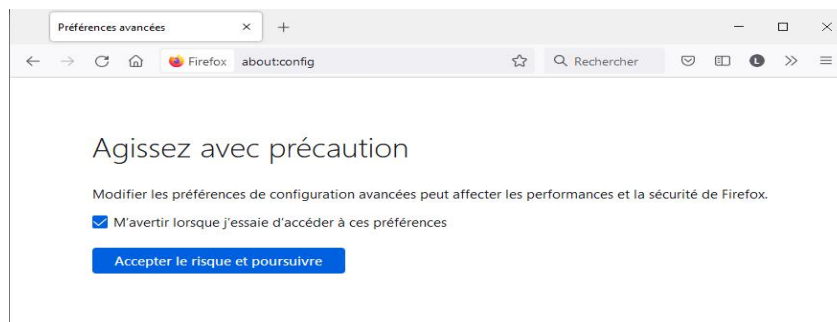 Préférences avancées
Firefox about:config Rechercher L
Agissez avec précaution
Modifier les préférences de configuration avancées peut affecter les performances et la sécurité de Firefox.
M’avertir lorsque j’essaie d’accéder à ces préférences
Accepter le risque et poursuivre